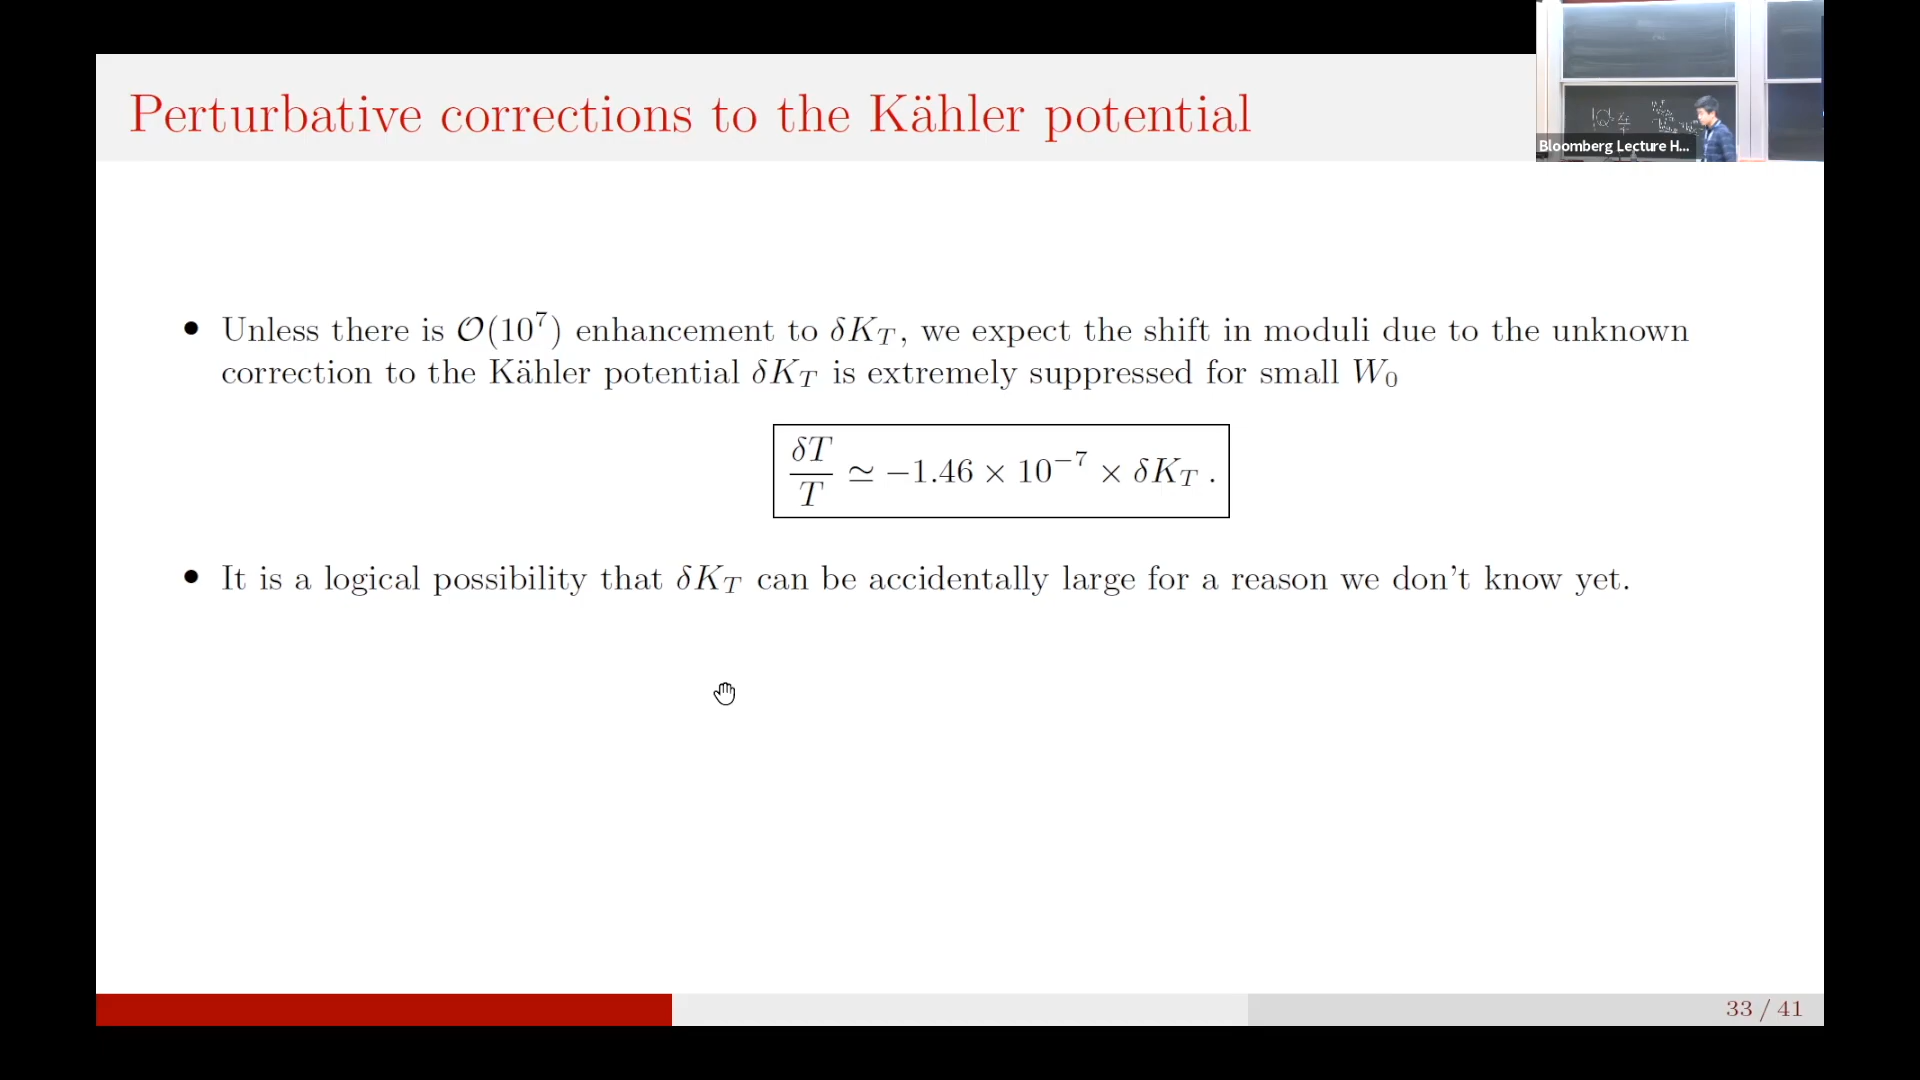 Perturbative corrections to the Kähler potential
Bloomberg Lecture H...
• Unless there is 𝒪(10⁷) enhancement to δK_T, we expect the shift in moduli due to the unknown
correction to the Kähler potential δK_T is extremely suppressed for small W₀
δT/T ≃ −1.46 × 10⁻⁷ × δK_T .
• It is a logical possibility that δK_T can be accidentally large for a reason we don't know yet.
33 / 41